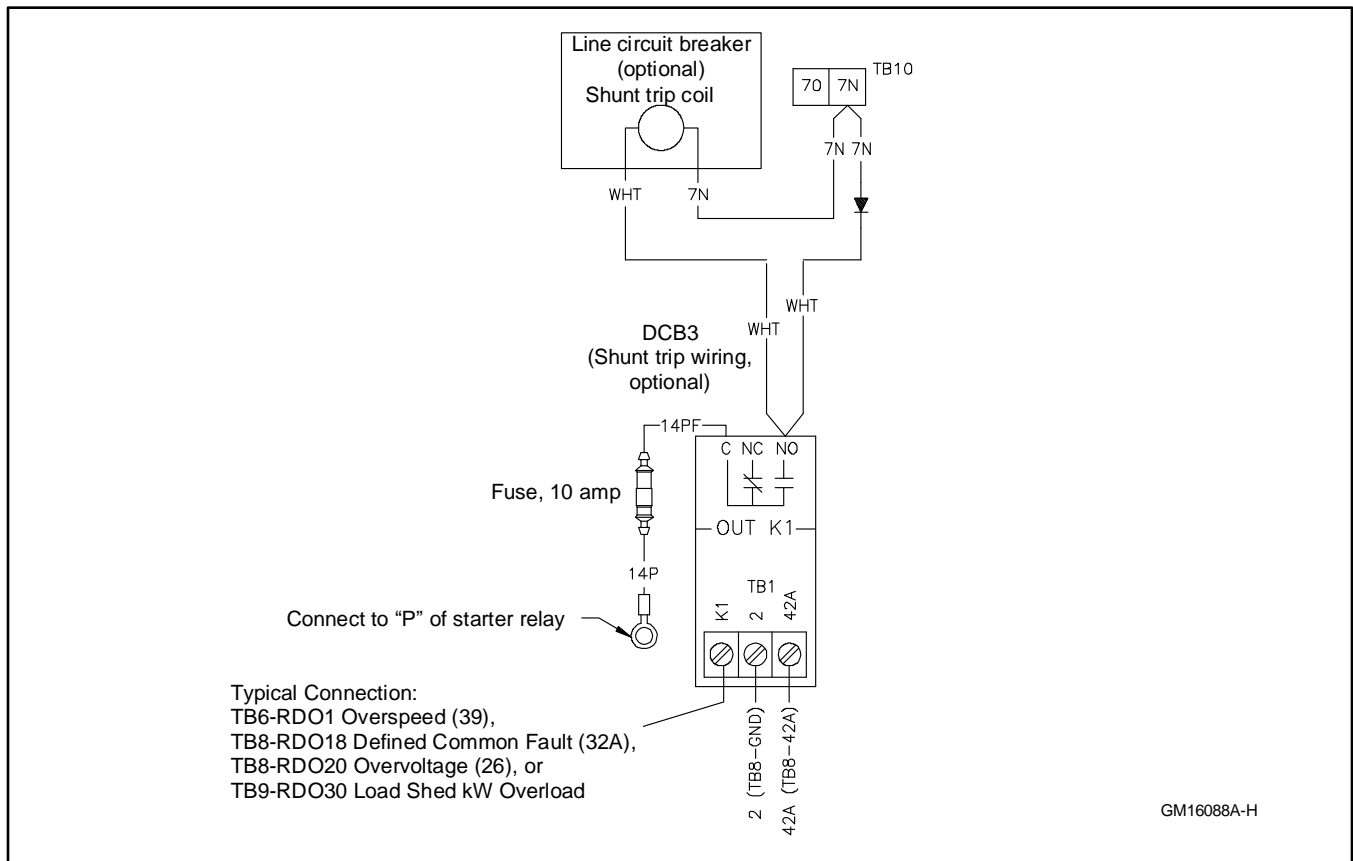 Line circuit breaker
(optional)
Shunt trip coil
70 7N TB10
7N 7N
WHT 7N
WHT
WHT
DCB3
(Shunt trip wiring,
optional)
14PF
C NC NO
Fuse, 10 amp
OUT K1
14P
TB1
K1 2 42A
Connect to “P” of starter relay
Typical Connection:
TB6-RDO1 Overspeed (39),
TB8-RDO18 Defined Common Fault (32A),
TB8-RDO20 Overvoltage (26), or
TB9-RDO30 Load Shed kW Overload
2 (TB8-GND)
42A (TB8-42A)
GM16088A-H